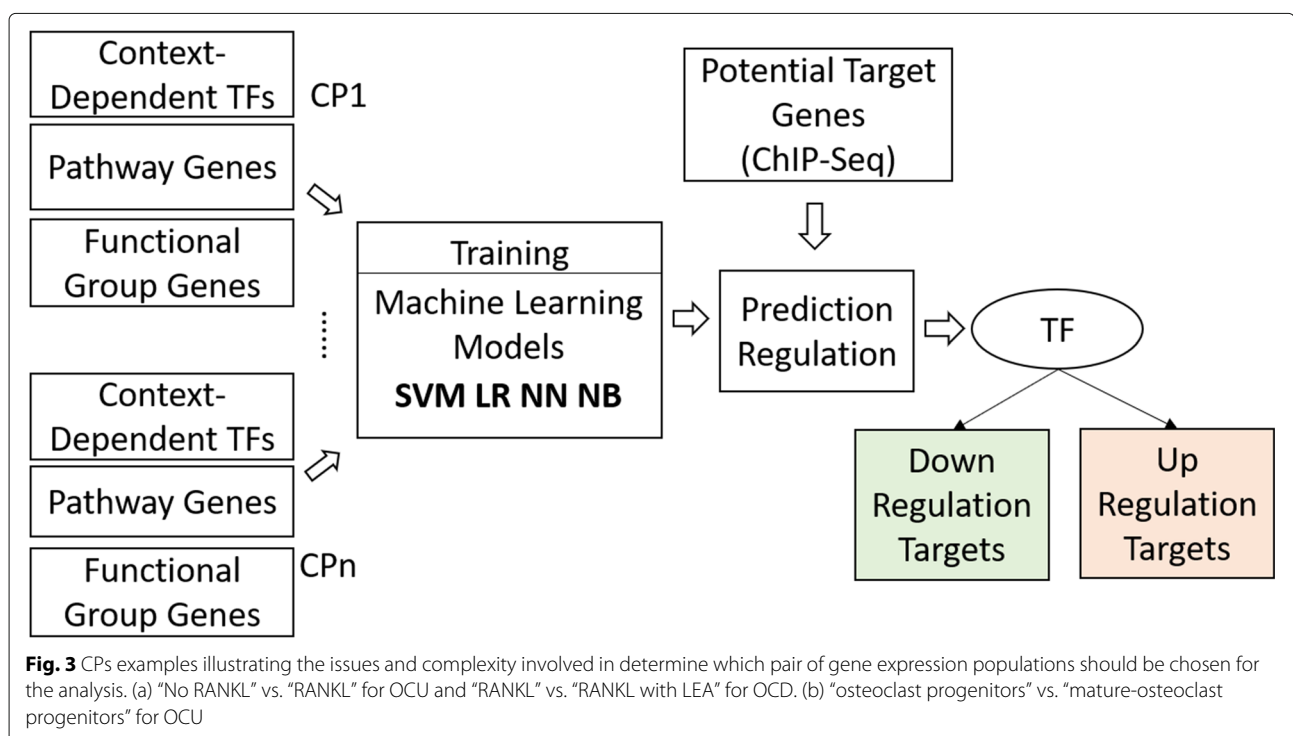 Context-
Dependent TFs
CP1
Pathway Genes
Functional
Group Genes
Context-
Dependent TFs
Pathway Genes
Functional
Group Genes
CPn
Training
Machine Learning
Models
SVM LR NN NB
Potential Target
Genes
(ChIP-Seq)
Prediction
Regulation
TF
Down
Regulation
Targets
Up
Regulation
Targets
Fig. 3 CPs examples illustrating the issues and complexity involved in determine which pair of gene expression populations should be chosen for
the analysis. (a) “No RANKL” vs. “RANKL” for OCU and “RANKL” vs. “RANKL with LEA” for OCD. (b) “osteoclast progenitors” vs. “mature-osteoclast
progenitors” for OCU